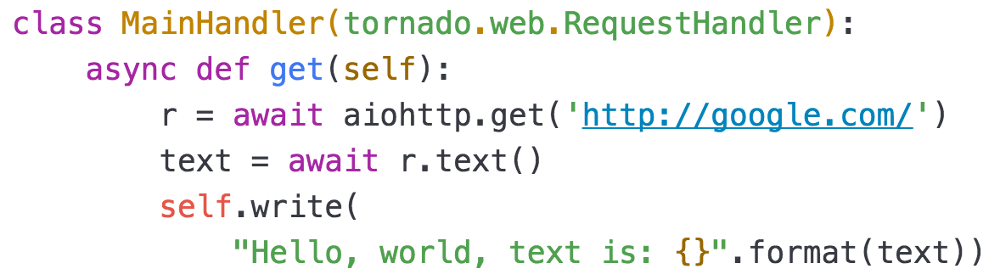 class MainHandler(tornado.web.RequestHandler):
    async def get(self):
        r = await aiohttp.get('http://google.com/')
        text = await r.text()
        self.write(
            "Hello, world, text is: {}".format(text))